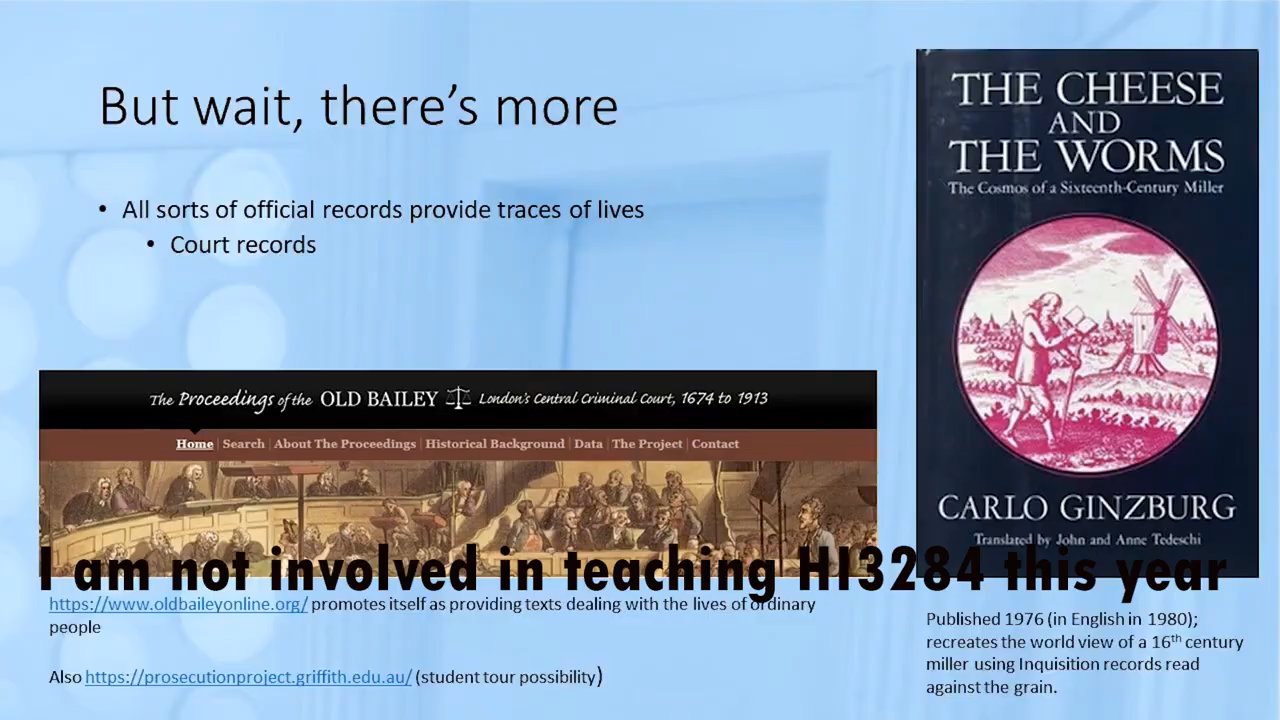 But wait, there's more
• All sorts of official records provide traces of lives
• Court records
The Proceedings of the OLD BAILEY London's Central Criminal Court, 1674 to 1913
Home | Search | About The Proceedings | Historical Background | Data | The Project | Contact
I am not involved in teaching HI3284 this year
https://www.oldbaileyonline.org/ promotes itself as providing texts dealing with the lives of ordinary
people
Also https://prosecutionproject.griffith.edu.au/ (student tour possibility)
THE CHEESE
AND
THE WORMS
The Cosmos of a Sixteenth-Century Miller
CARLO GINZBURG
Translated by John and Anne Tedeschi
Published 1976 (in English in 1980);
recreates the world view of a 16th century
miller using Inquisition records read
against the grain.